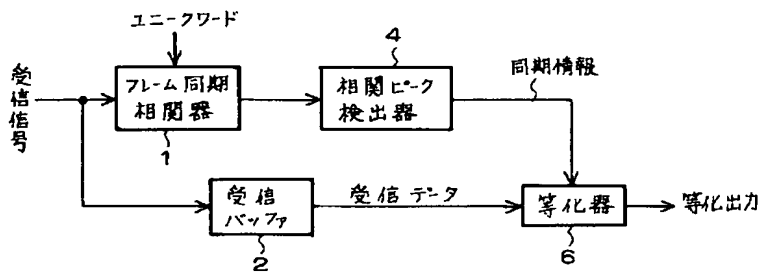 ユニークワード
受信信号
フレーム同期
相関器
1
4
相関ピーク
検出器
同期情報
受信
バッファ
2
受信データ
等化器
6
等化出力